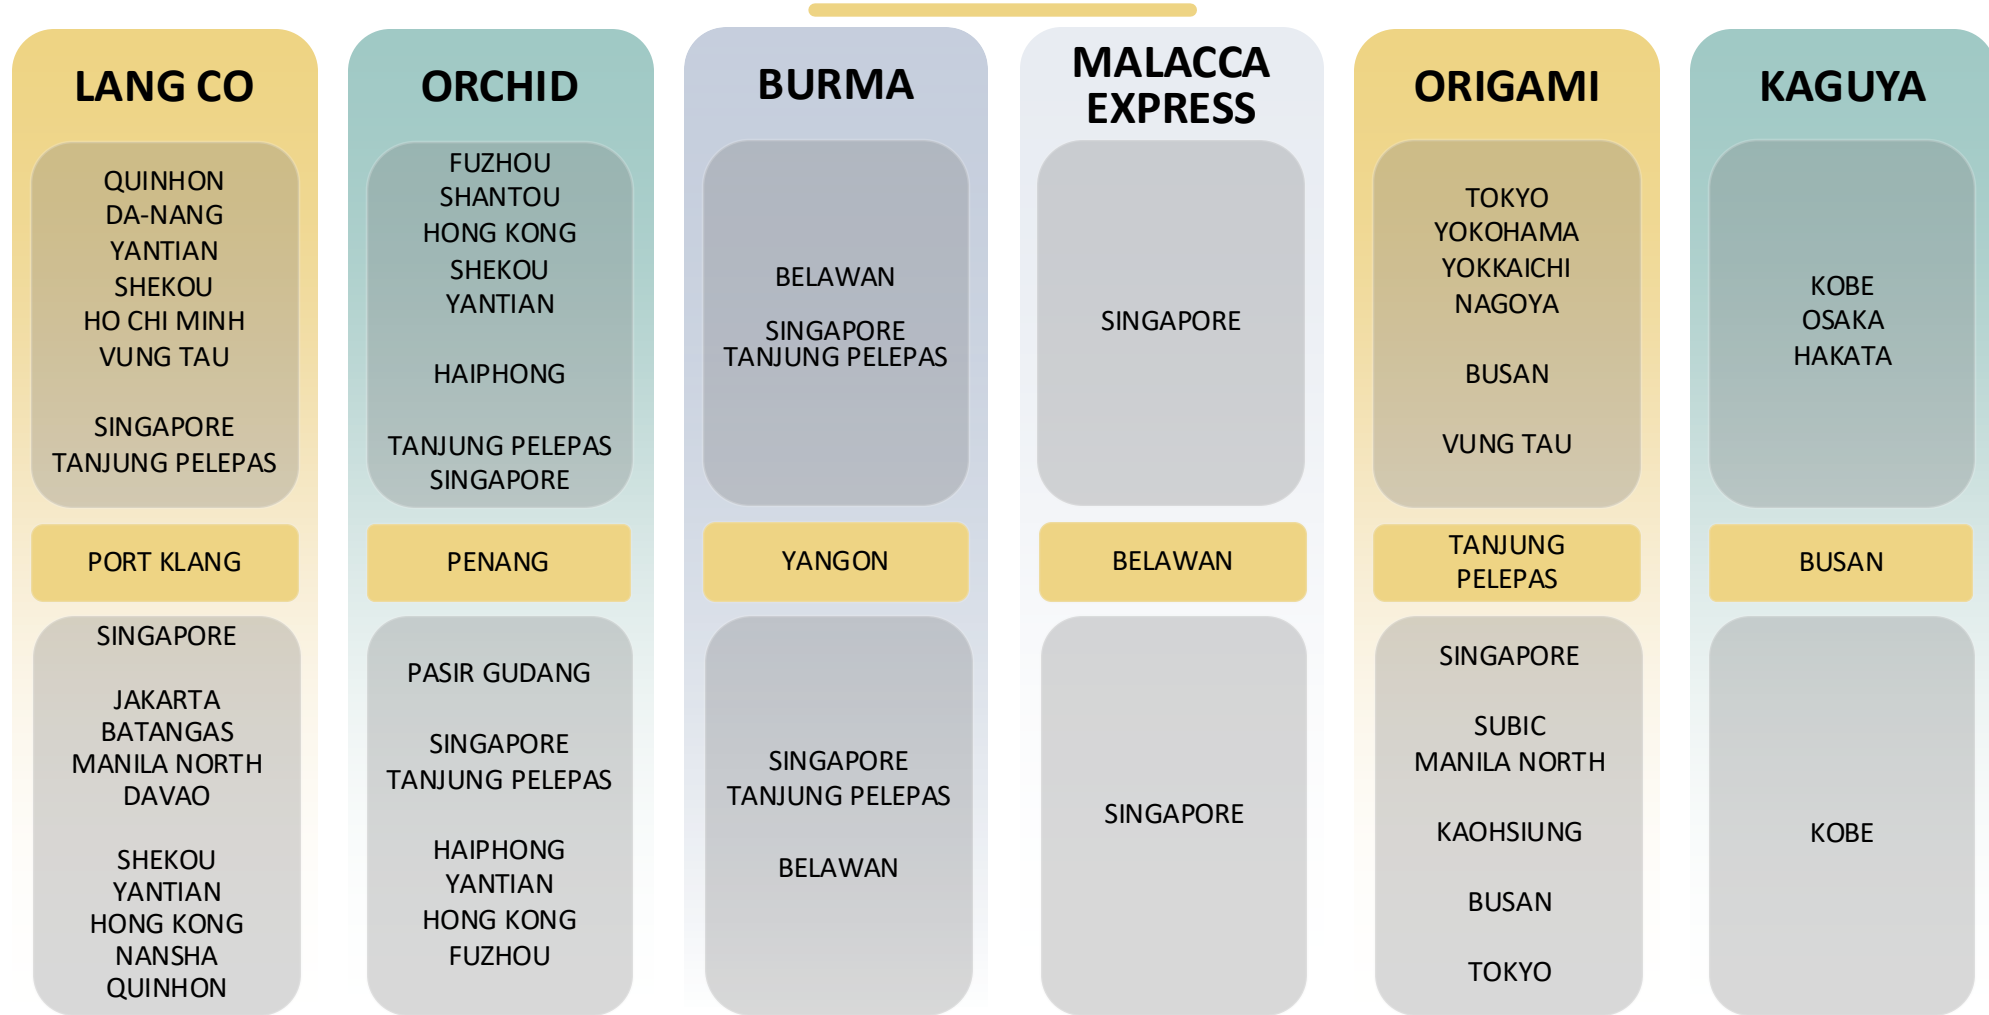 LANG CO
QUINHON
DA-NANG
YANTIAN
SHEKOU
HO CHI MINH
VUNG TAU
SINGAPORE
TANJUNG PELEPAS
PORT KLANG
SINGAPORE
JAKARTA
BATANGAS
MANILA NORTH
DAVAO
SHEKOU
YANTIAN
HONG KONG
NANSHA
QUINHON
ORCHID
FUZHOU
SHANTOU
HONG KONG
SHEKOU
YANTIAN
HAIPHONG
TANJUNG PELEPAS
SINGAPORE
PENANG
PASIR GUDANG
SINGAPORE
TANJUNG PELEPAS
HAIPHONG
YANTIAN
HONG KONG
FUZHOU
BURMA
BELAWAN
SINGAPORE
TANJUNG PELEPAS
YANGON
SINGAPORE
TANJUNG PELEPAS
BELAWAN
MALACCA
EXPRESS
SINGAPORE
BELAWAN
SINGAPORE
ORIGAMI
TOKYO
YOKOHAMA
YOKKAICHI
NAGOYA
BUSAN
VUNG TAU
TANJUNG
PELEPAS
SINGAPORE
SUBIC
MANILA NORTH
KAOHSIUNG
BUSAN
TOKYO
KAGUYA
KOBE
OSAKA
HAKATA
BUSAN
KOBE